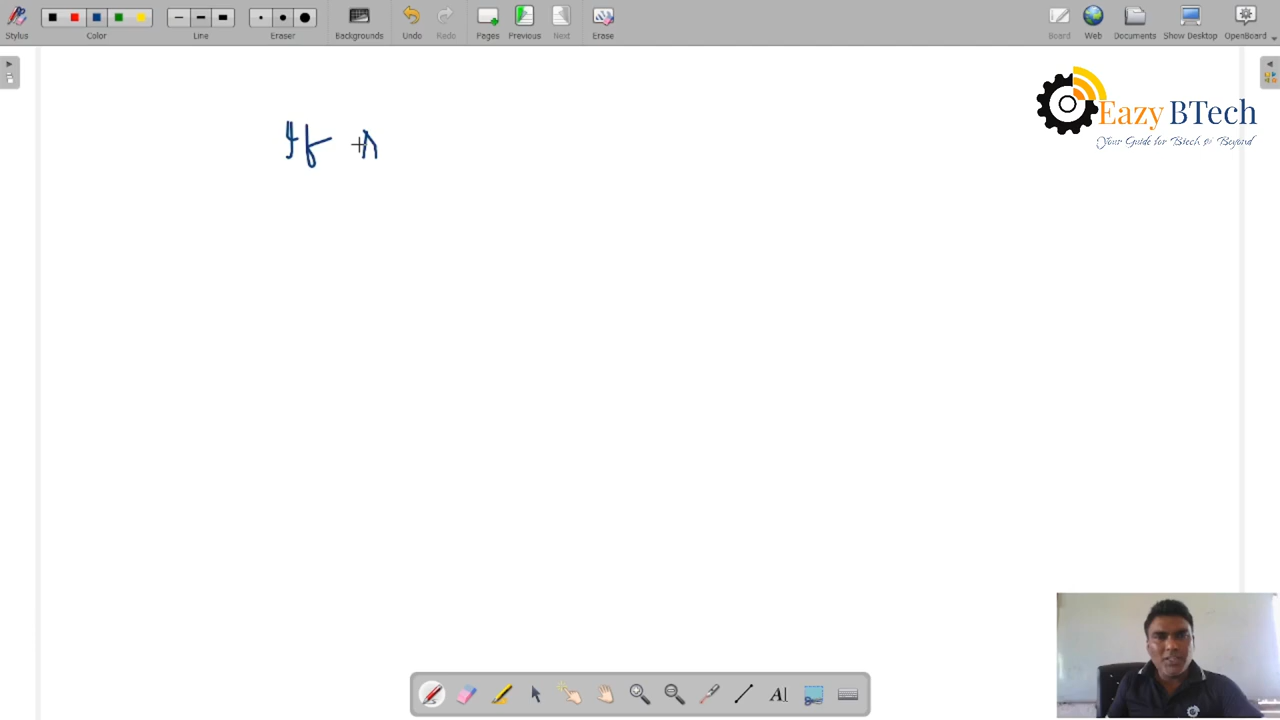 Stylus Color Line Eraser Backgrounds Undo Redo Pages Previous Next Erase Board Web Documents Show Desktop OpenBoard
Eazy BTech
Your Guide for Btech & Beyond
If